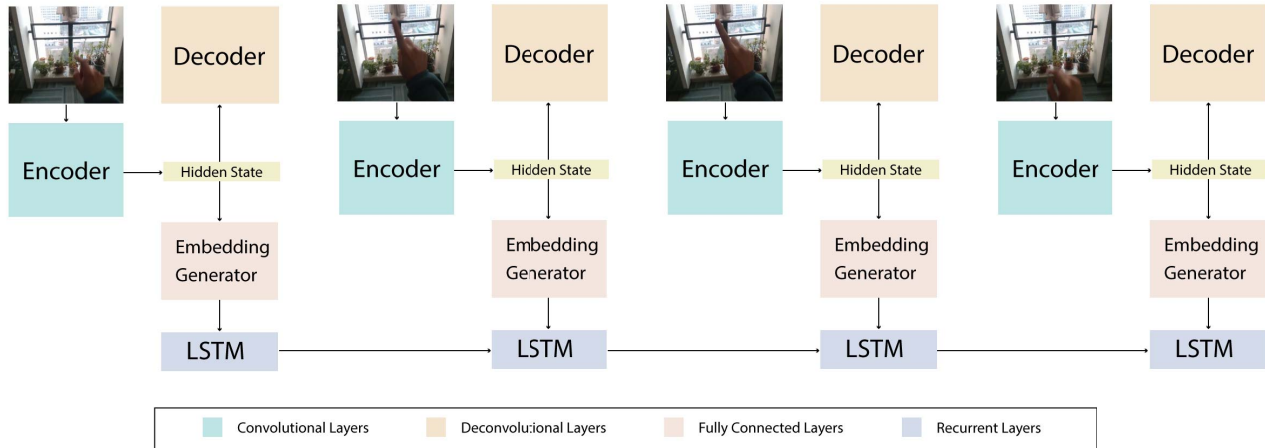 Decoder
Decoder
Decoder
Decoder
Encoder
Hidden State
Encoder
Hidden State
Encoder
Hidden State
Encoder
Hidden State
Embedding
Generator
Embedding
Generator
Embedding
Generator
Embedding
Generator
LSTM
LSTM
LSTM
LSTM
Convolutional Layers
Deconvolutional Layers
Fully Connected Layers
Recurrent Layers